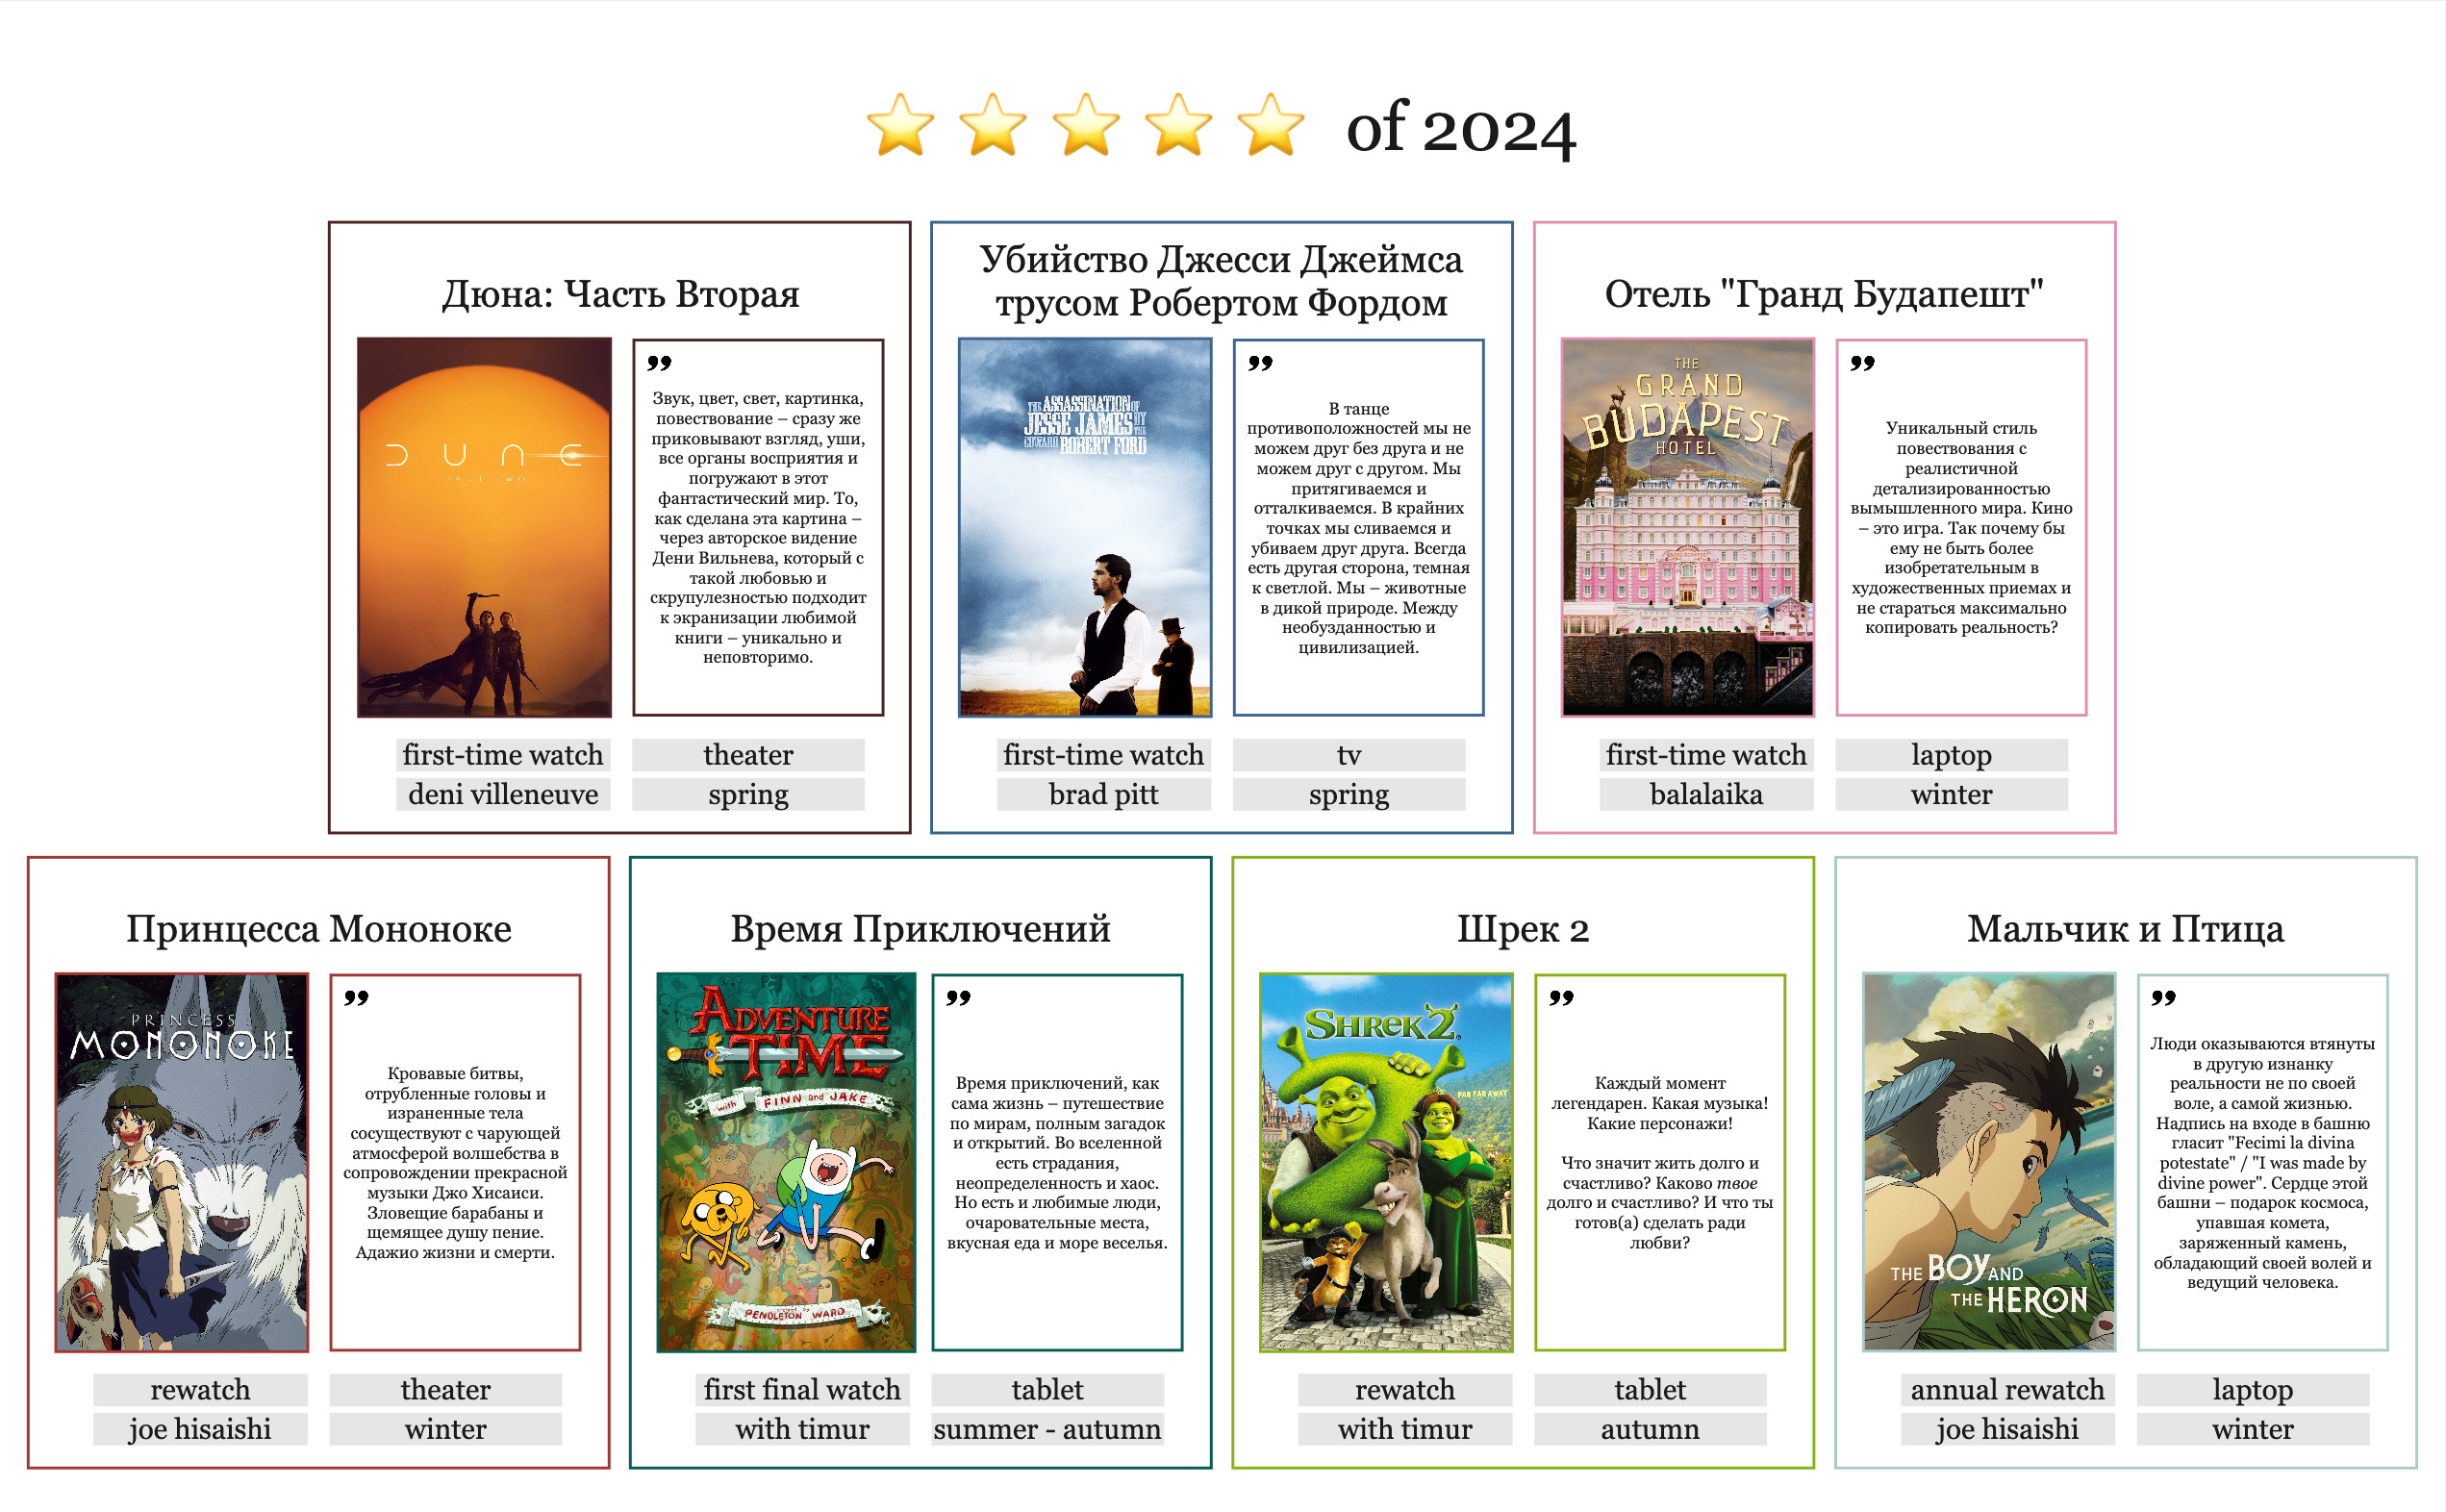 of 2024
Дюна: Часть Вторая
DUNE
PART TWO
”
Звук, цвет, свет, картинка,
повествование – сразу же
приковывают взгляд, уши,
все органы восприятия и
погружают в этот
фантастический мир. То,
как сделана эта картина –
через авторское видение
Дени Вильнева, который с
такой любовью и
скрупулезностью подходит
к экранизации любимой
книги – уникально и
неповторимо.
first-time watch
theater
deni villeneuve
spring
Убийство Джесси Джеймса
трусом Робертом Фордом
THE ASSASSINATION OF
JESSE JAMES BY THE
COWARD ROBERT FORD
”
В танце
противоположностей мы не
можем друг без друга и не
можем друг с другом. Мы
притягиваемся и
отталкиваемся. В крайних
точках мы сливаемся и
убиваем друг друга. Всегда
есть другая сторона, темная
к светлой. Мы – животные
в дикой природе. Между
необузданностью и
цивилизацией.
first-time watch
tv
brad pitt
spring
Отель "Гранд Будапешт"
THE
GRAND
BUDAPEST
HOTEL
”
Уникальный стиль
повествования с
реалистичной
детализированностью
вымышленного мира. Кино
– это игра. Так почему бы
ему не быть более
изобретательным в
художественных приемах и
не стараться максимально
копировать реальность?
first-time watch
laptop
balalaika
winter
Принцесса Мононоке
PRINCESS
MONONOKE
”
Кровавые битвы,
отрубленные головы и
израненные тела
сосуществуют с чарующей
атмосферой волшебства в
сопровождении прекрасной
музыки Джо Хисаиси.
Зловещие барабаны и
щемящее душу пение.
Адажио жизни и смерти.
rewatch
theater
joe hisaishi
winter
Время Приключений
ADVENTURE
TIME
with FINN and JAKE
created by
PENDLETON WARD
”
Время приключений, как
сама жизнь – путешествие
по мирам, полным загадок
и открытий. Во вселенной
есть страдания,
неопределенность и хаос.
Но есть и любимые люди,
очаровательные места,
вкусная еда и море веселья.
first final watch
tablet
with timur
summer - autumn
Шрек 2
SHREK 2
FAR FAR AWAY
”
Каждый момент
легендарен. Какая музыка!
Какие персонажи!
Что значит жить долго и
счастливо? Каково твое
долго и счастливо? И что ты
готов(а) сделать ради
любви?
rewatch
tablet
with timur
autumn
Мальчик и Птица
THE BOY AND
THE HERON
”
Люди оказываются втянуты
в другую изнанку
реальности не по своей
воле, а самой жизнью.
Надпись на входе в башню
гласит "Fecimi la divina
potestate" / "I was made by
divine power". Сердце этой
башни – подарок космоса,
упавшая комета,
заряженный камень,
обладающий своей волей и
ведущий человека.
annual rewatch
laptop
joe hisaishi
winter